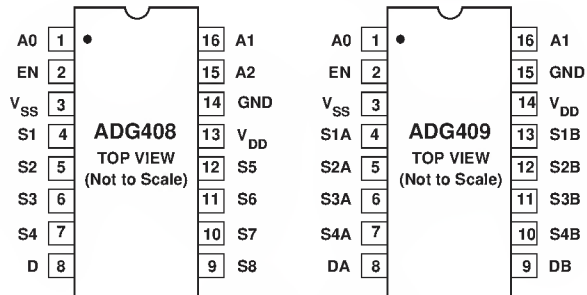 A0 1 16 A1
EN 2 15 A2
VSS 3 14 GND
S1 4 ADG408 13 VDD
S2 5 TOP VIEW 12 S5
(Not to Scale)
S3 6 11 S6
S4 7 10 S7
D 8 9 S8
A0 1 16 A1
EN 2 15 GND
VSS 3 14 VDD
S1A 4 ADG409 13 S1B
S2A 5 TOP VIEW 12 S2B
(Not to Scale)
S3A 6 11 S3B
S4A 7 10 S4B
DA 8 9 DB